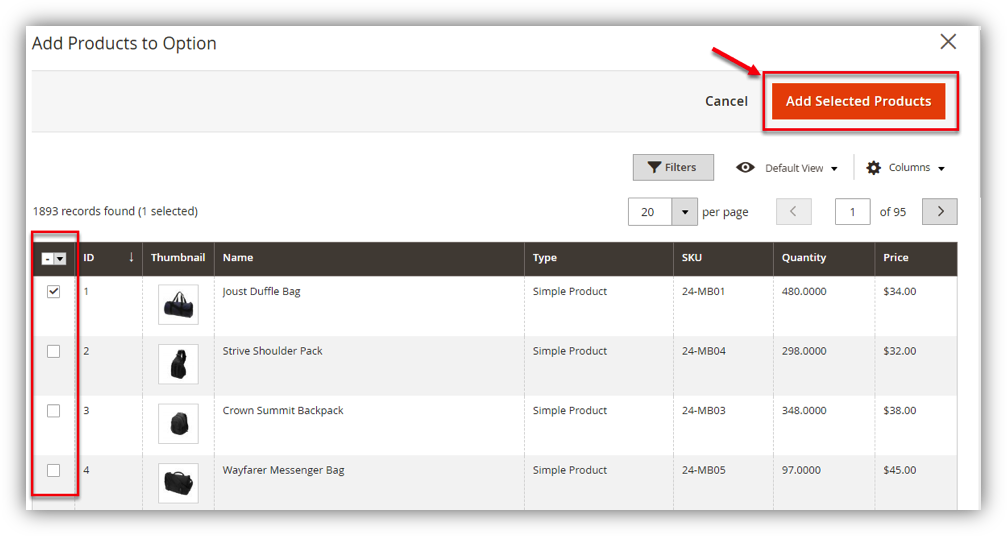 Add Products to Option
Cancel Add Selected Products
Filters Default View Columns
1893 records found (1 selected) 20 per page 1 of 95
ID ↓ Thumbnail Name Type SKU Quantity Price
1 Joust Duffle Bag Simple Product 24-MB01 480.0000 $34.00
2 Strive Shoulder Pack Simple Product 24-MB04 298.0000 $32.00
3 Crown Summit Backpack Simple Product 24-MB03 348.0000 $38.00
4 Wayfarer Messenger Bag Simple Product 24-MB05 97.0000 $45.00